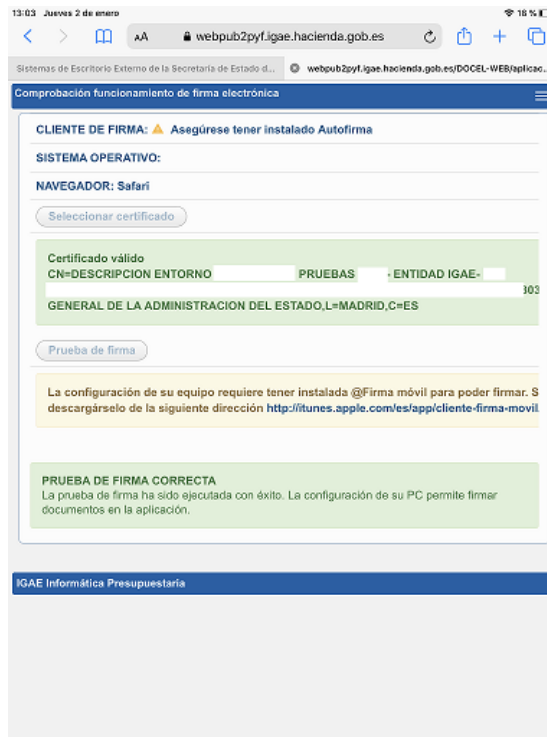 13:03 Jueves 2 de enero 18 %
AA webpub2pyf.igae.hacienda.gob.es
Sistemas de Escritorio Externo de la Secretaría de Estado d... webpub2pyf.igae.hacienda.gob.es/DOCEL-WEB/aplicac...
Comprobación funcionamiento de firma electrónica
CLIENTE DE FIRMA: Asegúrese tener instalado Autofirma
SISTEMA OPERATIVO:
NAVEGADOR: Safari
Seleccionar certificado
Certificado válido
CN=DESCRIPCION ENTORNO PRUEBAS - ENTIDAD IGAE-
303
GENERAL DE LA ADMINISTRACION DEL ESTADO,L=MADRID,C=ES
Prueba de firma
La configuración de su equipo requiere tener instalada @Firma móvil para poder firmar. S
descargárselo de la siguiente dirección http://itunes.apple.com/es/app/cliente-firma-movil
PRUEBA DE FIRMA CORRECTA
La prueba de firma ha sido ejecutada con éxito. La configuración de su PC permite firmar
documentos en la aplicación.
IGAE Informática Presupuestaria